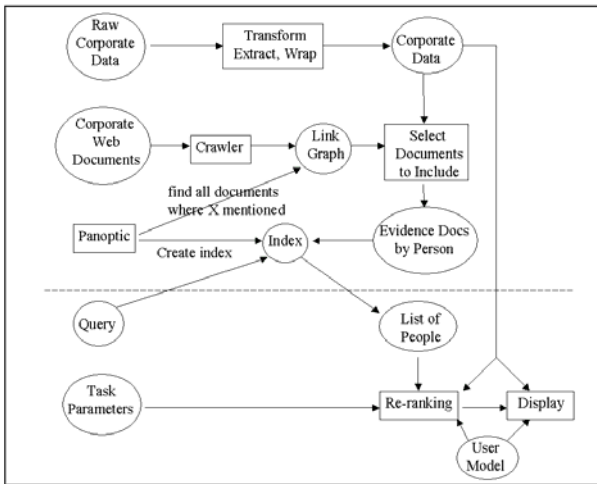 Raw
Corporate
Data
Transform
Extract, Wrap
Corporate
Data
Corporate
Web
Documents
Crawler
Link
Graph
Select
Documents
to Include
find all documents
where X mentioned
Panoptic
Create index
Index
Evidence Docs
by Person
Query
List of
People
Task
Parameters
Re-ranking
Display
User
Model